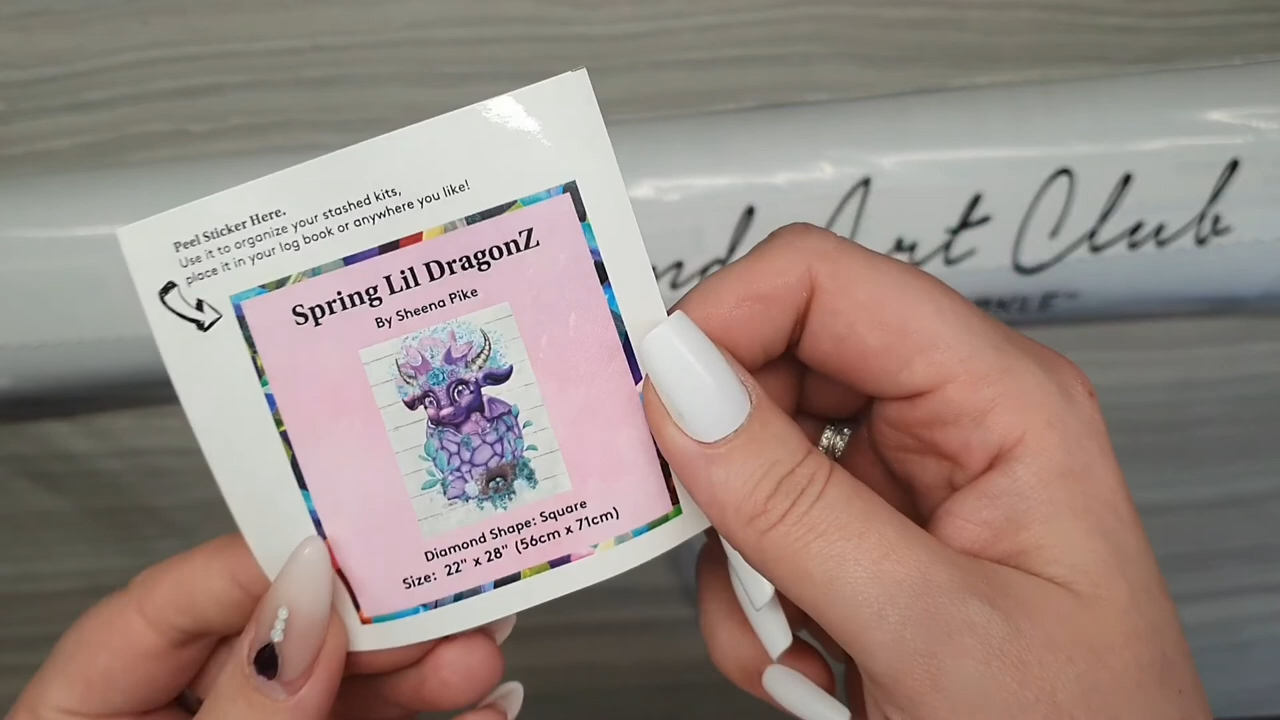 Peel Sticker Here.
Use it to organize your stashed kits,
place it in your log book or anywhere you like!
Spring Lil DragonZ
By Sheena Pike
Diamond Shape: Square
Size: 22" x 28" (56cm x 71cm)
Art Club